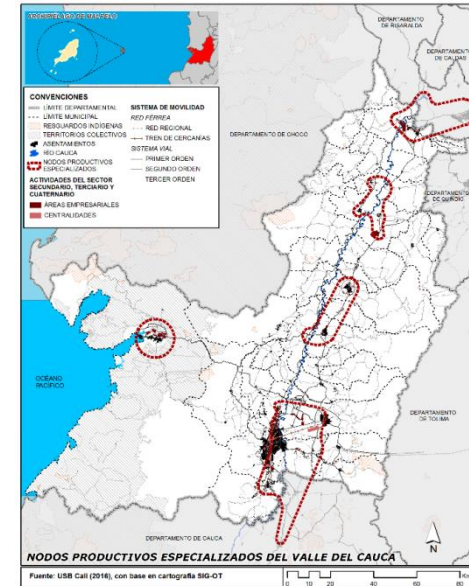 ARCHIPIÉLAGO DE MALPELO
CONVENCIONES
LÍMITE DEPARTAMENTAL
LÍMITE MUNICIPAL
RESGUARDOS INDÍGENAS
TERRITORIOS COLECTIVOS
ASENTAMIENTOS
RÍO CAUCA
NODOS PRODUCTIVOS
ESPECIALIZADOS
ACTIVIDADES DEL SECTOR
SECUNDARIO, TERCIARIO Y
CUATERNARIO
ÁREAS EMPRESARIALES
CENTRALIDADES
SISTEMA DE MOVILIDAD
RED FÉRREA
RED REGIONAL
TREN DE CERCANÍAS
SISTEMA VIAL
PRIMER ORDEN
SEGUNDO ORDEN
TERCER ORDEN
DEPARTAMENTO
DE RISARALDA
DEPARTAMENTO
DE CALDAS
DEPARTAMENTO DE CHOCO
DEPARTAMENTO
DE QUINDIO
OCÉANO
PACÍFICO
DEPARTAMENTO DE
TOLIMA
DEPARTAMENTO DE CAUCA
N
NODOS PRODUCTIVOS ESPECIALIZADOS DEL VALLE DEL CAUCA
Fuente: USB Cali (2016), con base en cartografía SIG-OT
0 10 20 40 60 80